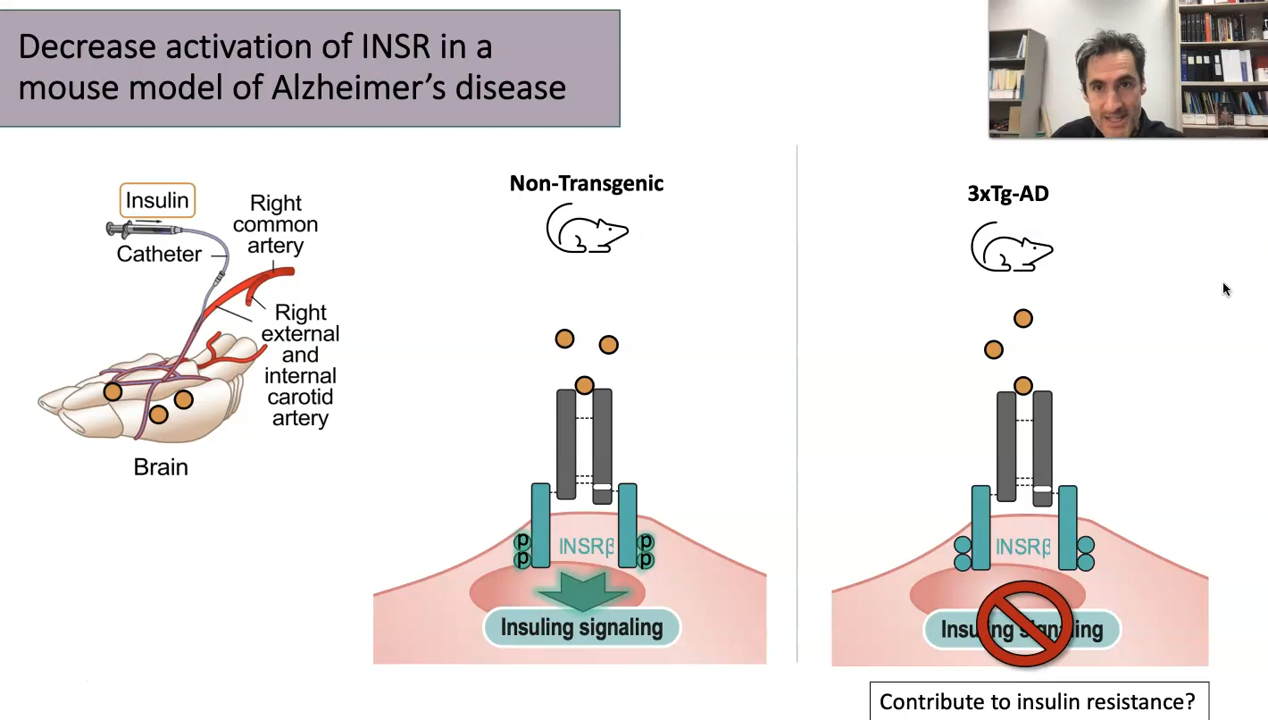 Decrease activation of INSR in a
mouse model of Alzheimer's disease
Insulin
Catheter
Right
common
artery
Right
external
and
internal
carotid
artery
Brain
Non-Transgenic
p
p
p
p
INSRβ
Insuling signaling
3xTg-AD
INSRβ
Insuling signaling
Contribute to insulin resistance?